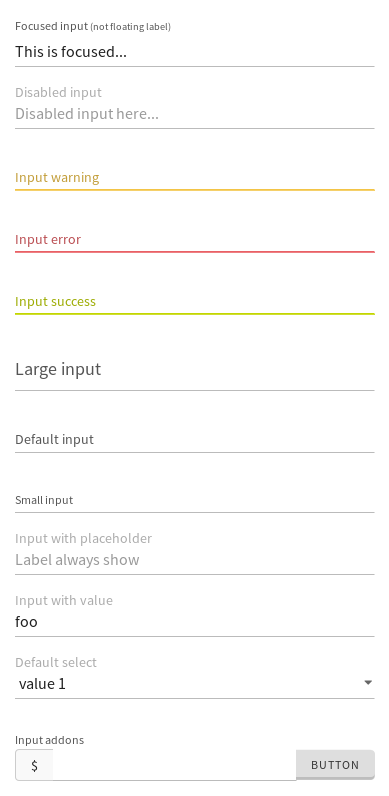 Focused input (not floating label)
This is focused...
Disabled input
Disabled input here...
Input warning
Input error
Input success
Large input
Default input
Small input
Input with placeholder
Label always show
Input with value
foo
Default select
value 1
Input addons
$ BUTTON